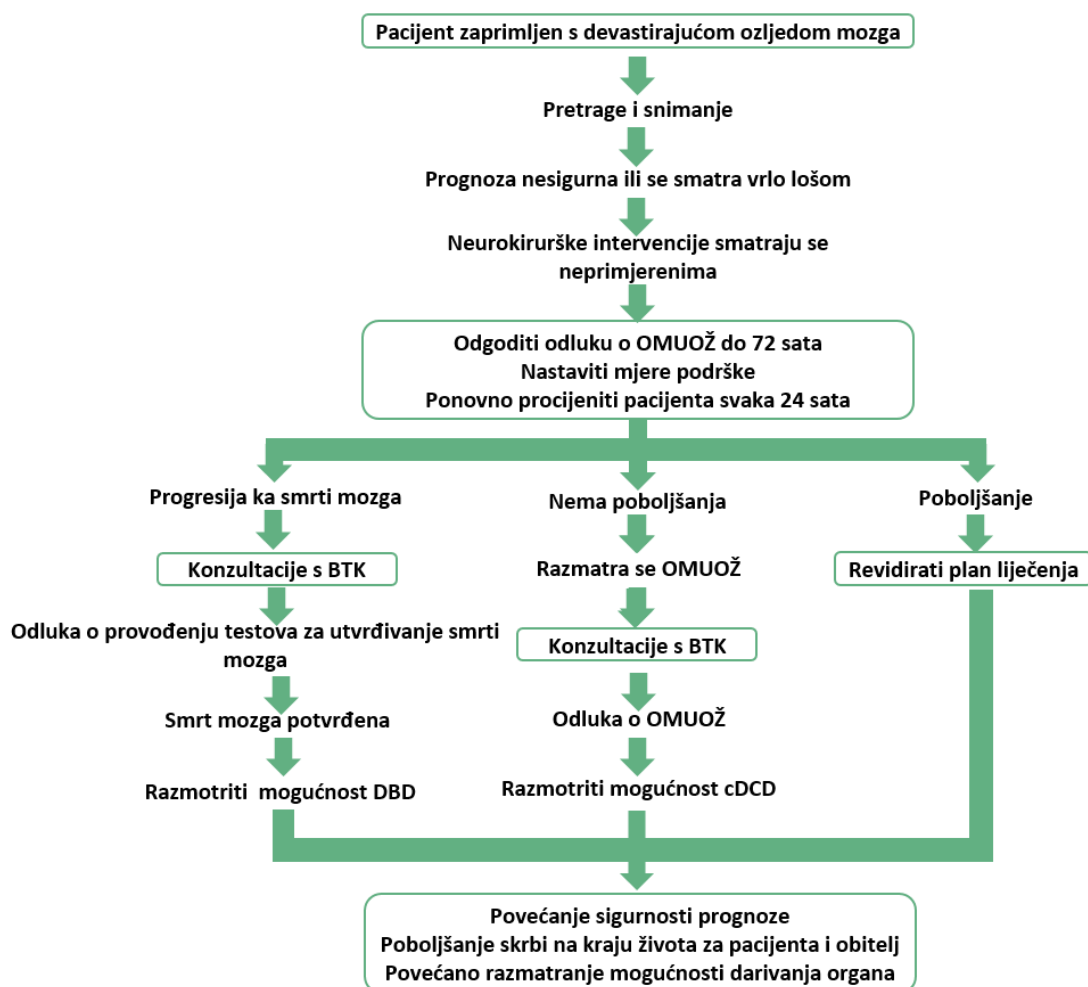 Pacijent zaprimljen s devastirajućom ozljedom mozga
Pretrage i snimanje
Prognoza nesigurna ili se smatra vrlo lošom
Neurokirurške intervencije smatraju se
neprimjerenima
Odgoditi odluku o OMUOŽ do 72 sata
Nastaviti mjere podrške
Ponovno procijeniti pacijenta svaka 24 sata
Progresija ka smrti mozga
Konzultacije s BTK
Odluka o provođenju testova za utvrđivanje smrti
mozga
Smrt mozga potvrđena
Razmotriti mogućnost DBD
Nema poboljšanja
Razmatra se OMUOŽ
Konzultacije s BTK
Odluka o OMUOŽ
Razmotriti mogućnost cDCD
Poboljšanje
Revidirati plan liječenja
Povećanje sigurnosti prognoze
Poboljšanje skrbi na kraju života za pacijenta i obitelj
Povećano razmatranje mogućnosti darivanja organa